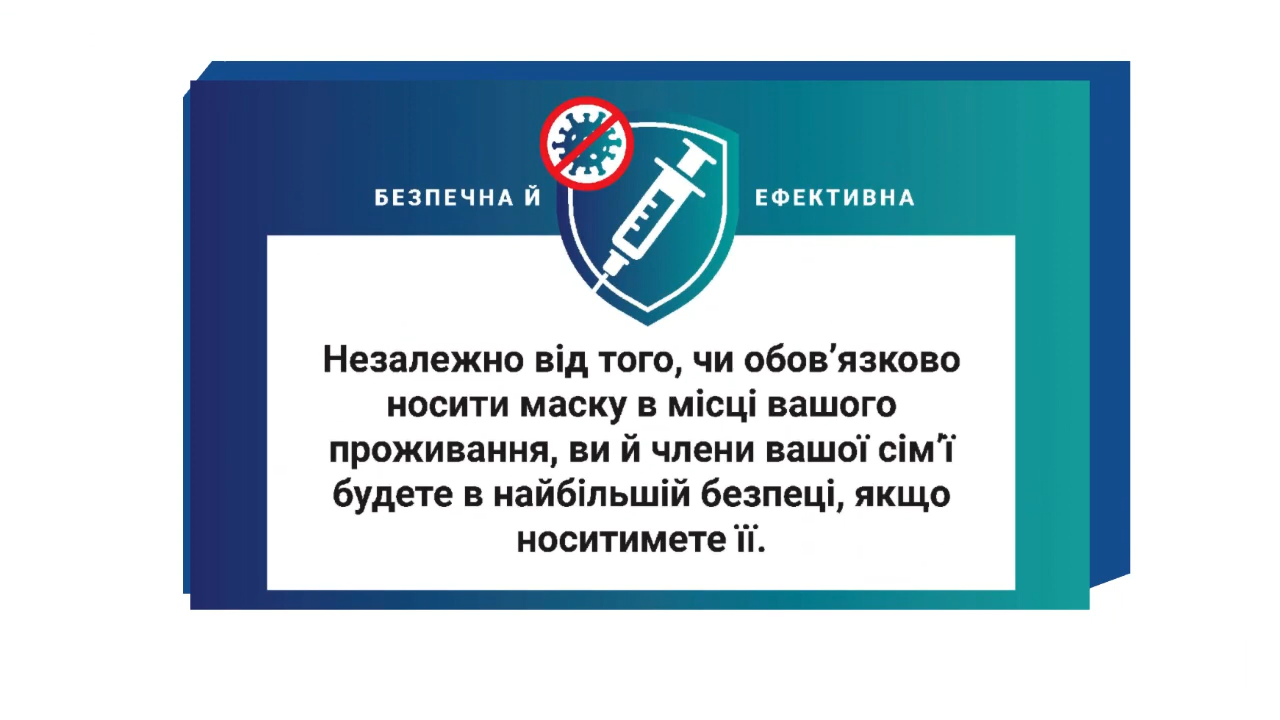 БЕЗПЕЧНА Й ЕФЕКТИВНА
Незалежно від того, чи обов’язково
носити маску в місці вашого
проживання, ви й члени вашої сім’ї
будете в найбільшій безпеці, якщо
носитимете її.